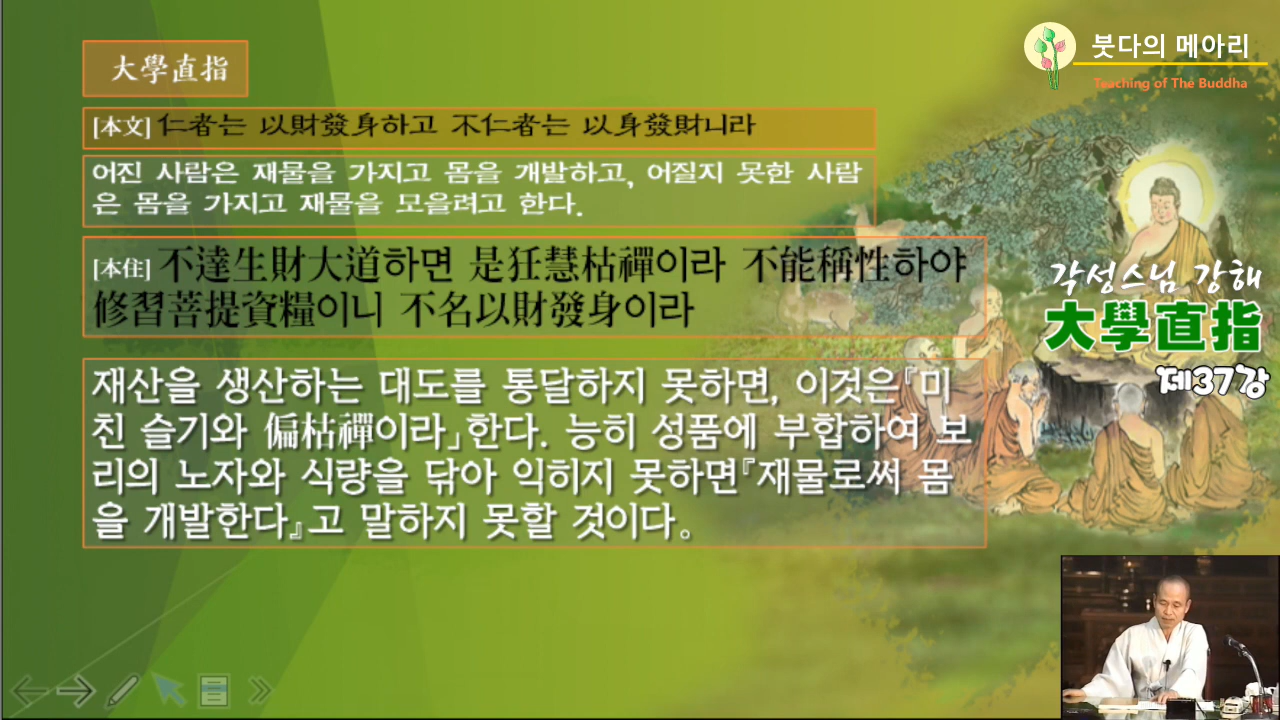 大學直指
[本文] 仁者는 以財發身하고 不仁者는 以身發財니라
어진 사람은 재물을 가지고 몸을 개발하고, 어질지 못한 사람
은 몸을 가지고 재물을 모을려고 한다.
[本住] 不達生財大道하면 是狂慧枯禪이라 不能稱性하야
修習菩提資糧이니 不名以財發身이라
재산을 생산하는 대도를 통달하지 못하면, 이것은『미
친 슬기와 偏枯禪이라」한다. 능히 성품에 부합하여 보
리의 노자와 식량을 닦아 익히지 못하면『재물로써 몸
을 개발한다』고 말하지 못할 것이다。
붓다의 메아리
Teaching of The Buddha
각성스님 강해
大學直指
제37강